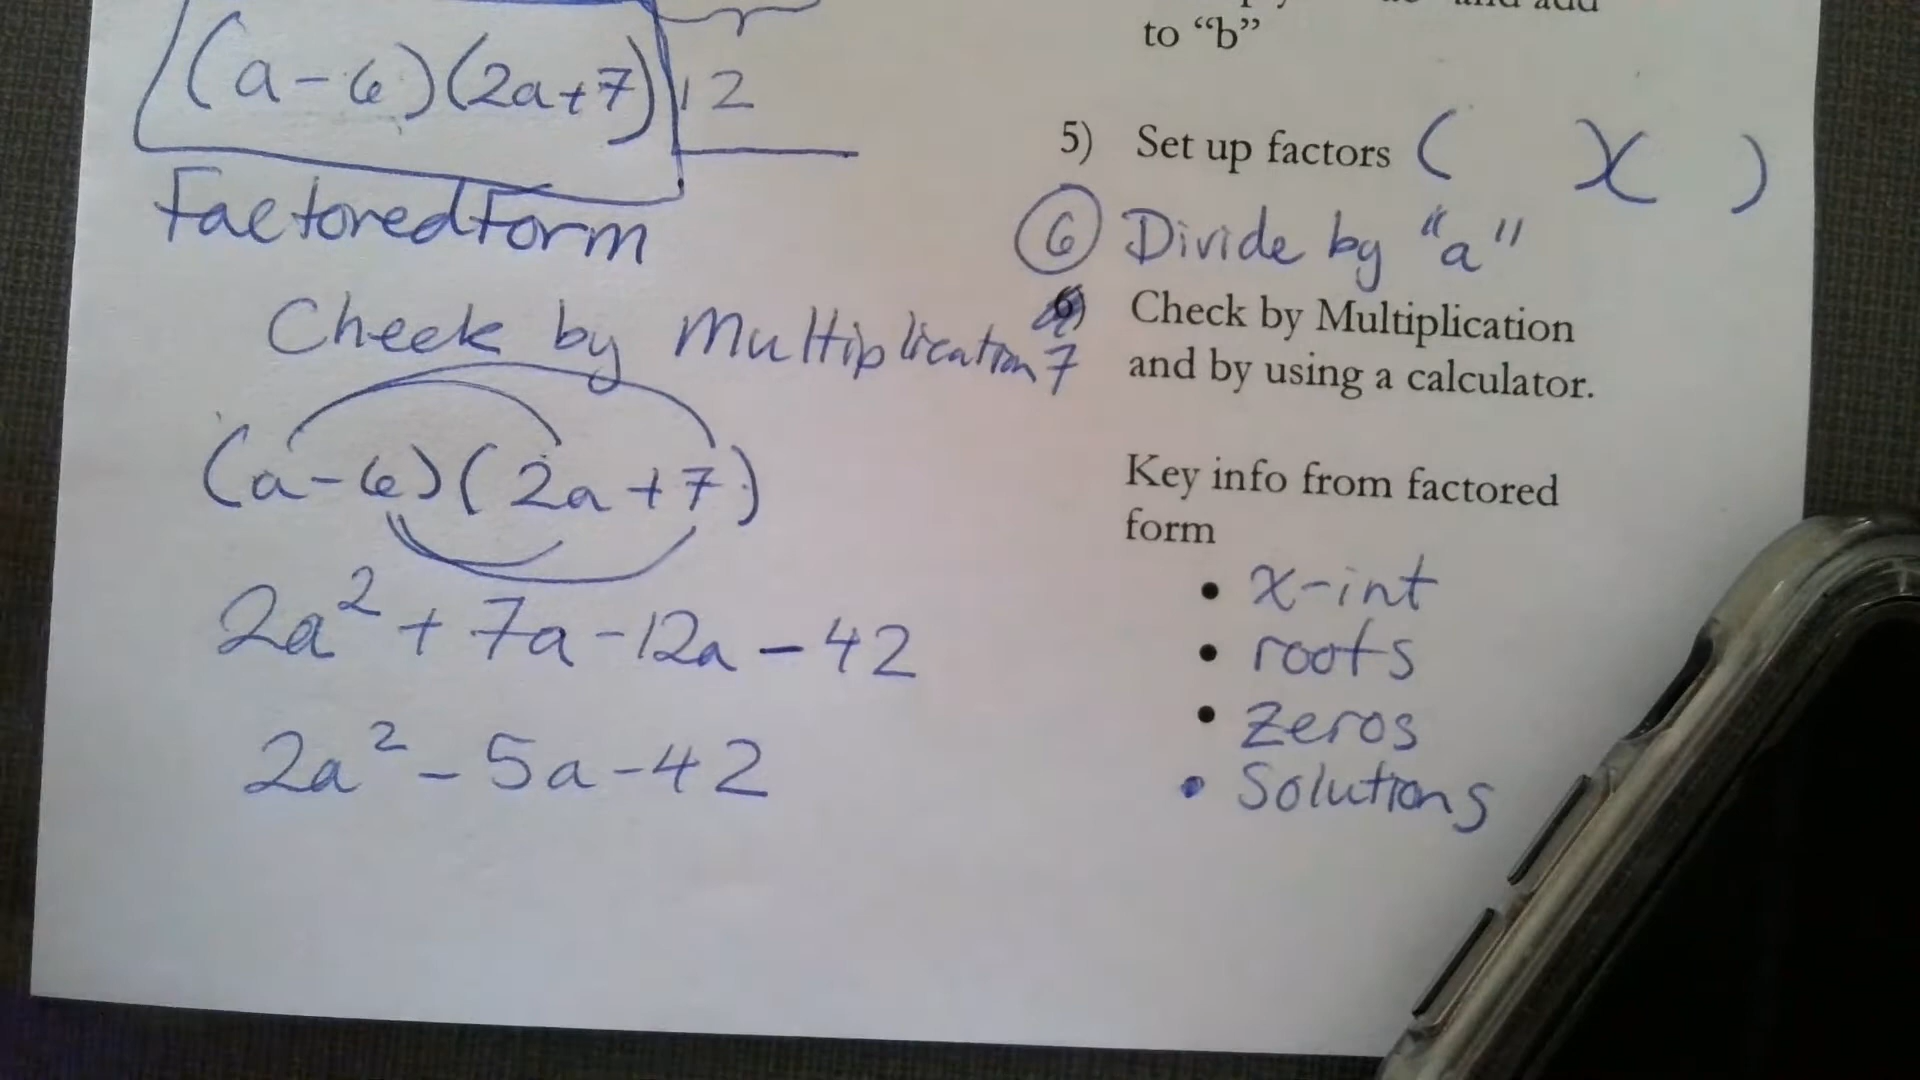 (a-6)(2a+7) 12
Factored Form
Check by Multiplication
(a-6)(2a+7)
2a² + 7a - 12a - 42
2a² - 5a - 42
and add
to “b”
5) Set up factors ( )( )
6 Divide by "a"
7 Check by Multiplication
and by using a calculator.
Key info from factored
form
• x-int
• roots
• zeros
• Solutions